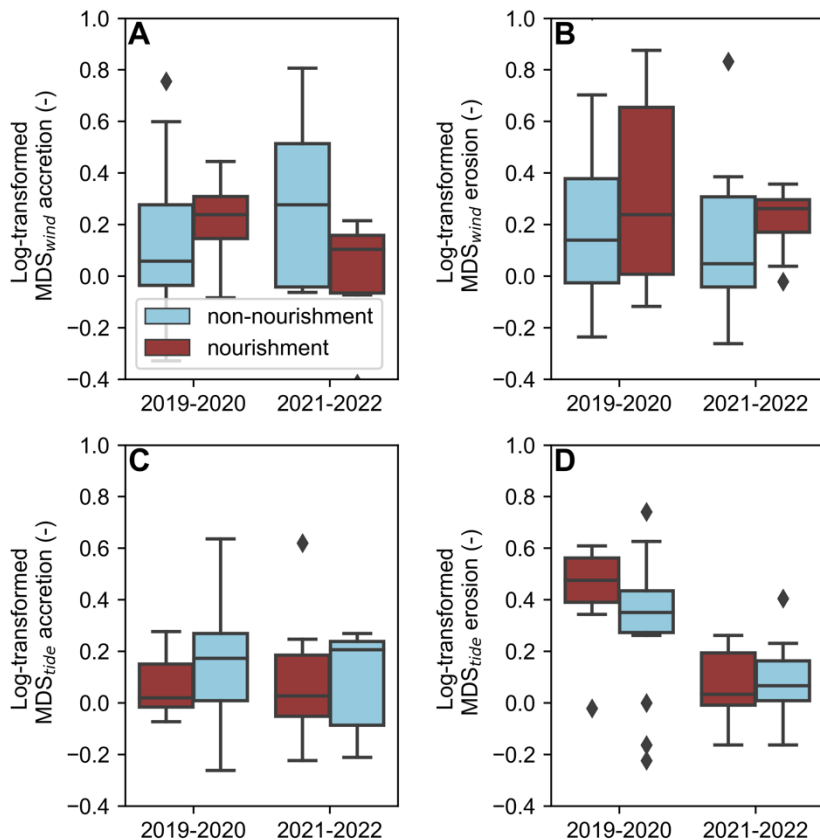 A
1.0
0.8
0.6
0.4
0.2
0.0
−0.2
−0.4
Log-transformed
MDSwind accretion (-)
non-nourishment
nourishment
2019-2020 2021-2022
B
1.0
0.8
0.6
0.4
0.2
0.0
−0.2
−0.4
Log-transformed
MDSwind erosion (-)
2019-2020 2021-2022
C
1.0
0.8
0.6
0.4
0.2
0.0
−0.2
−0.4
Log-transformed
MDStide accretion (-)
2019-2020 2021-2022
D
1.0
0.8
0.6
0.4
0.2
0.0
−0.2
−0.4
Log-transformed
MDStide erosion (-)
2019-2020 2021-2022